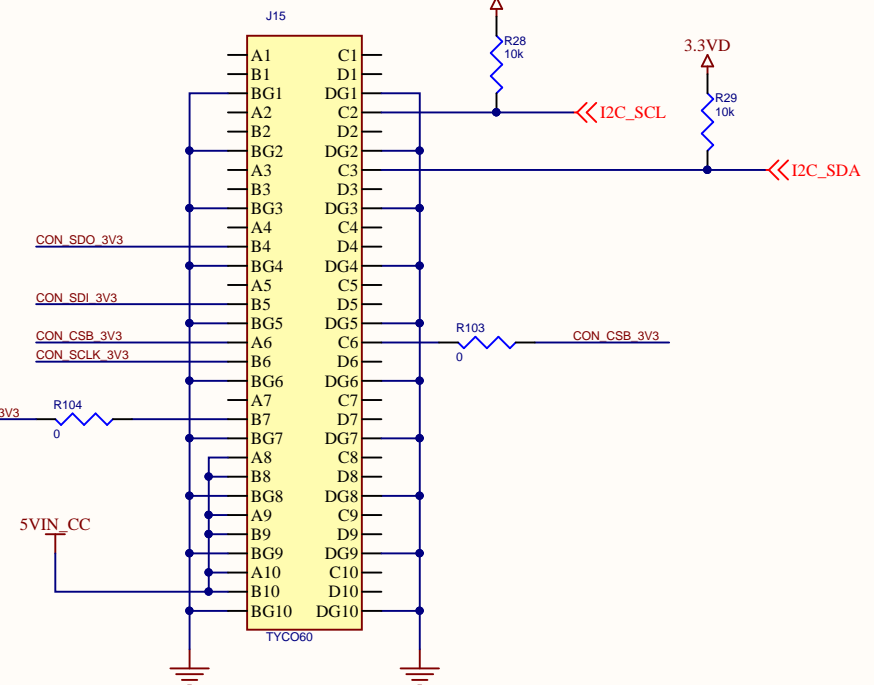 J15
R28
10k
3.3VD
R29
10k
I2C_SCL
I2C_SDA
A1 C1
B1 D1
BG1 DG1
A2 C2
B2 D2
BG2 DG2
A3 C3
B3 D3
BG3 DG3
A4 C4
CON_SDO_3V3 B4 D4
BG4 DG4
A5 C5
CON_SDI_3V3 B5 D5
BG5 DG5
CON_CSB_3V3 A6 C6 R103 0 CON_CSB_3V3
CON_SCLK_3V3 B6 D6
BG6 DG6
A7 C7
3V3 R104 0 B7 D7
BG7 DG7
A8 C8
B8 D8
BG8 DG8
A9 C9
5VIN_CC B9 D9
BG9 DG9
A10 C10
B10 D10
BG10 DG10
TYCO60